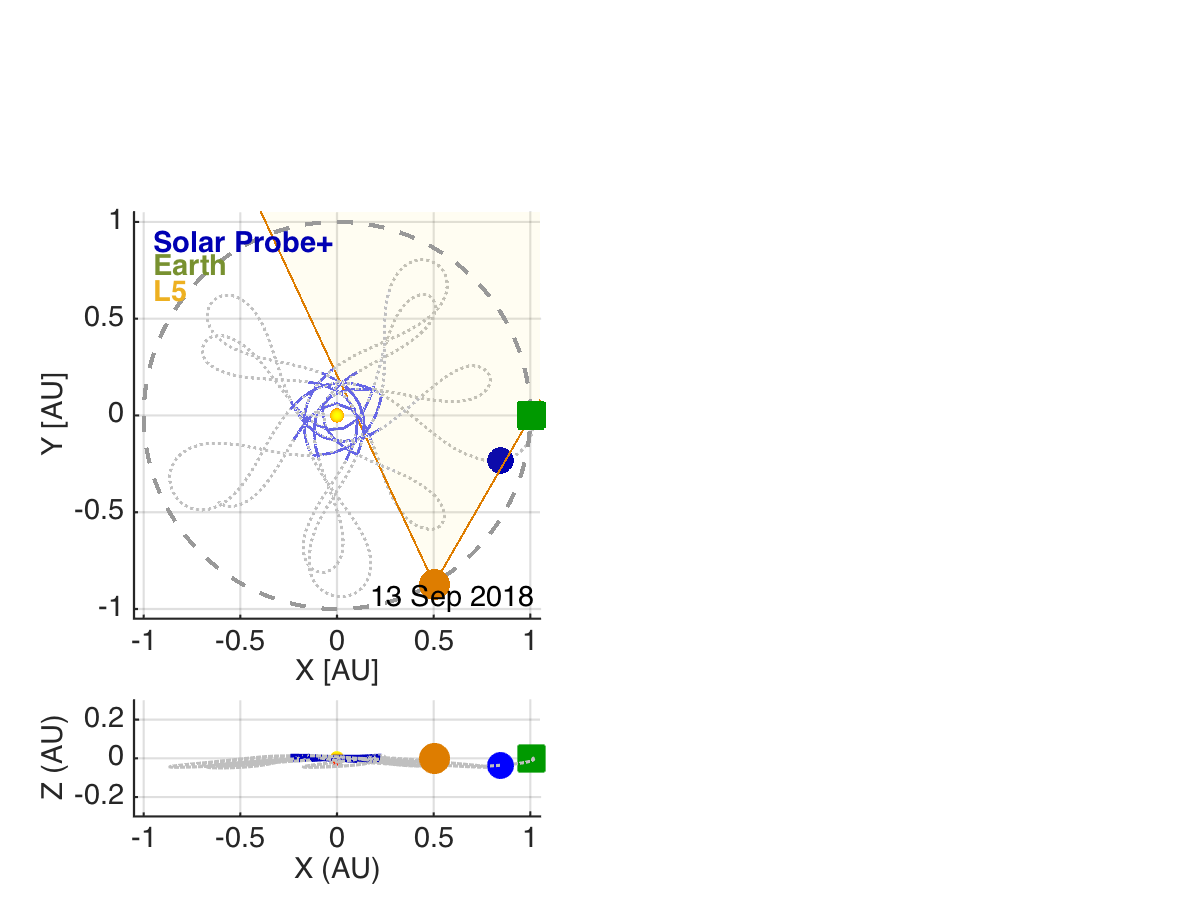 1
0.5
0
-0.5
-1
Y [AU]
Solar Probe+
Earth
L5
13 Sep 2018
-1 -0.5 0 0.5 1
X [AU]
0.2
0
-0.2
Z (AU)
-1 -0.5 0 0.5 1
X (AU)